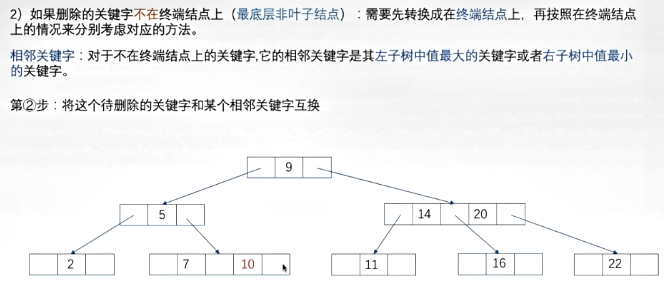 2）如果删除的关键字不在终端结点上（最底层非叶子结点）：需要先转换成在终端结点上，再按照在终端结点
上的情况来分别考虑对应的方法。
相邻关键字：对于不在终端结点上的关键字,它的相邻关键字是其左子树中值最大的关键字或者右子树中值最小
的关键字。
第②步：将这个待删除的关键字和某个相邻关键字互换
9
5 14 20
2 7 10 11 16 22